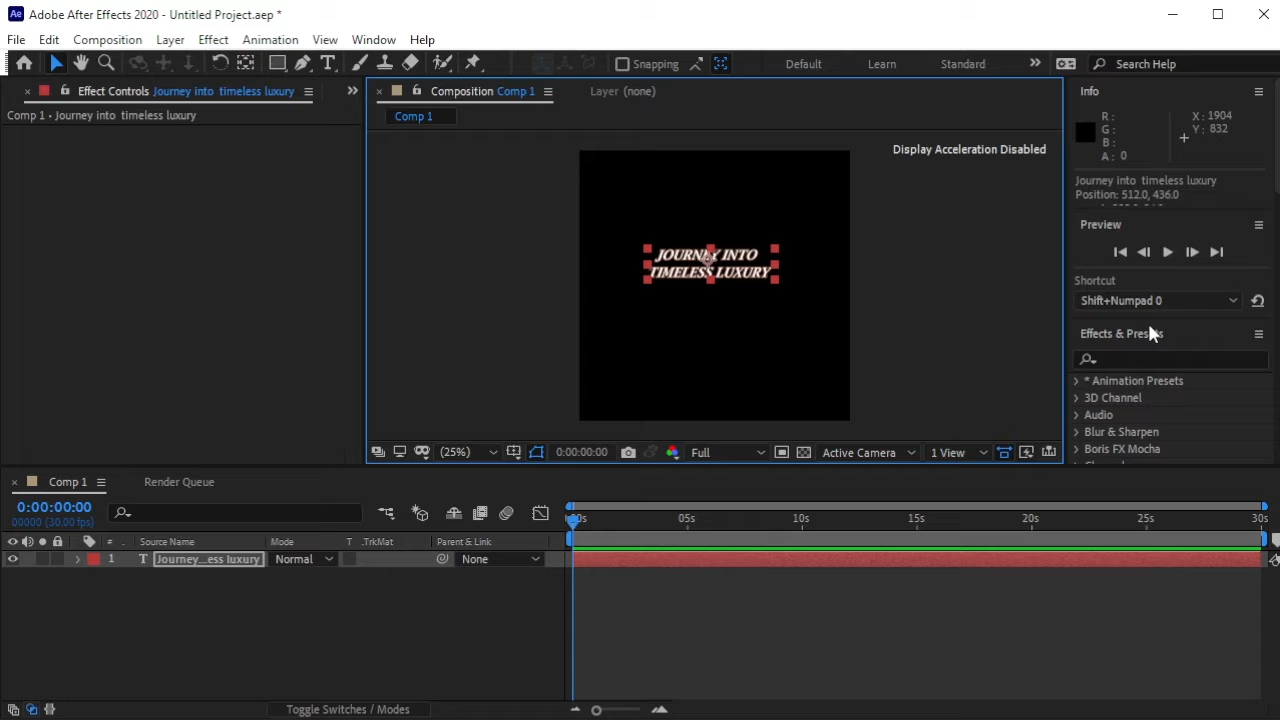 Ae Adobe After Effects 2020 - Untitled Project.aep *
File Edit Composition Layer Effect Animation View Window Help
Snapping Default Learn Standard Search Help
Effect Controls Journey into timeless luxury
Comp 1 • Journey into timeless luxury
Composition Comp 1 Layer (none)
Comp 1
Display Acceleration Disabled
JOURNEY INTO
TIMELESS LUXURY
(25%) 0:00:00:00 Full Active Camera 1 View
Info
R: X: 1904
G: Y: 832
B:
A: 0
Journey into timeless luxury
Position: 512.0, 436.0
Preview
Shortcut
Shift+Numpad 0
Effects & Presets
* Animation Presets
3D Channel
Audio
Blur & Sharpen
Boris FX Mocha
Comp 1 Render Queue
0:00:00:00
00000 (30.00 fps)
:00s 05s 10s 15s 20s 25s 30s
# Source Name Mode T .TrkMat Parent & Link
1 T Journey...ess luxury Normal None
Toggle Switches / Modes